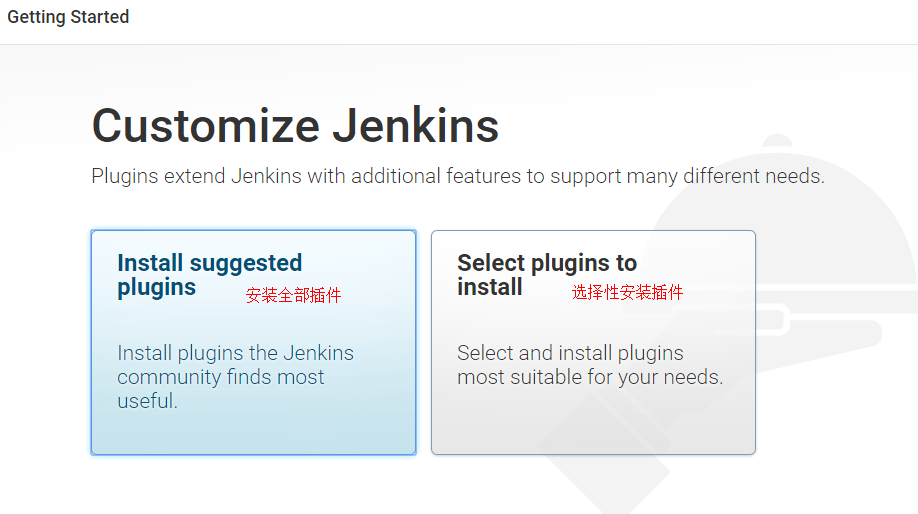 Getting Started
Customize Jenkins
Plugins extend Jenkins with additional features to support many different needs.
Install suggested
plugins
安装全部插件
Install plugins the Jenkins
community finds most
useful.
Select plugins to
install
选择性安装插件
Select and install plugins
most suitable for your needs.